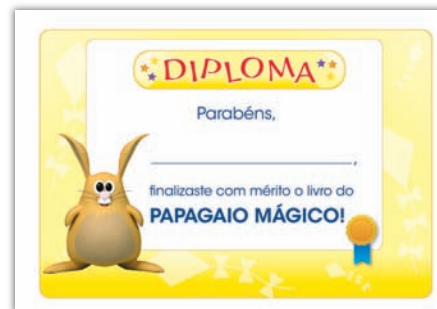 DIPLOMA
Parabéns,
,
finalizaste com mérito o livro do
PAPAGAIO MÁGICO!